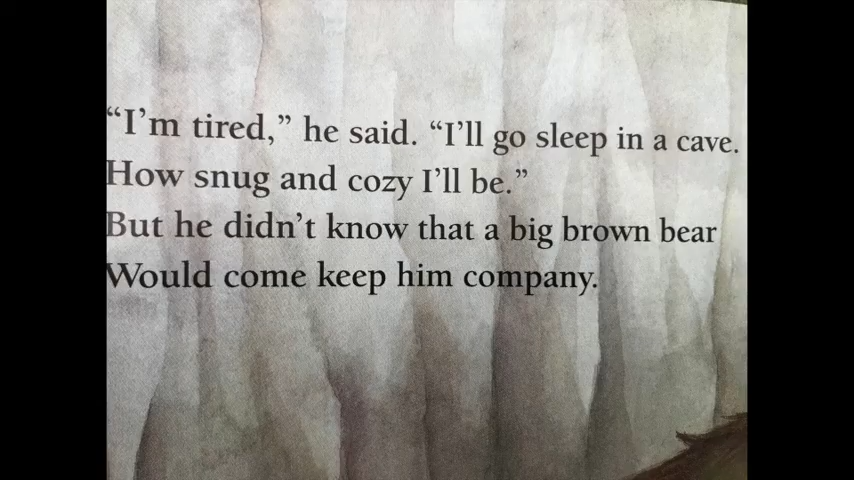 “I’m tired,” he said. “I’ll go sleep in a cave.
How snug and cozy I’ll be.”
But he didn’t know that a big brown bear
Would come keep him company.